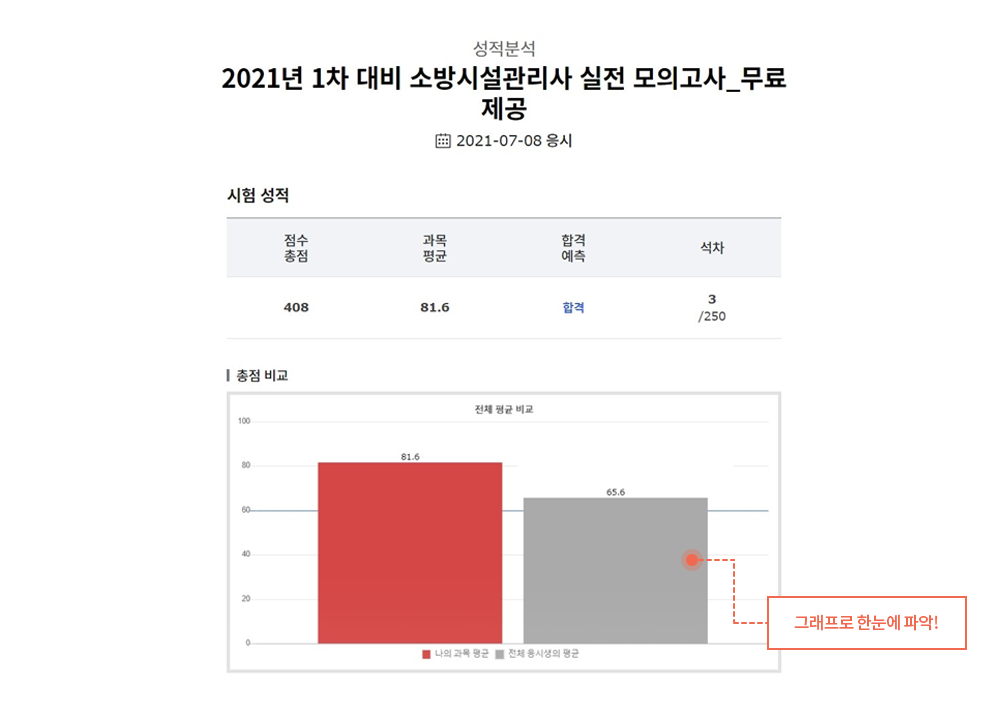 성적분석
2021년 1차 대비 소방시설관리사 실전 모의고사_무료
제공
2021-07-08 응시
시험 성적
점수
총점
과목
평균
합격
예측
석차
408
81.6
합격
3
/250
총점 비교
전체 평균 비교
100
80
60
40
20
0
81.6
65.6
나의 과목 평균
전체 응시생의 평균
그래프로 한눈에 파악!